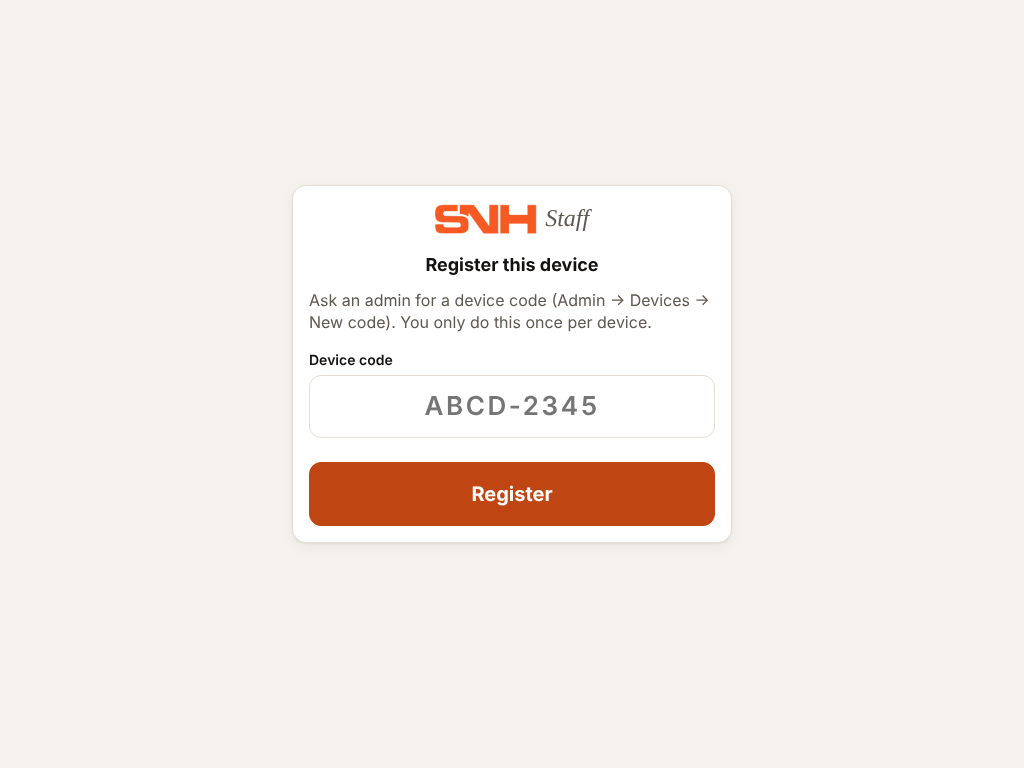 SNH Staff
Register this device
Ask an admin for a device code (Admin → Devices →
New code). You only do this once per device.
Device code
ABCD-2345
Register